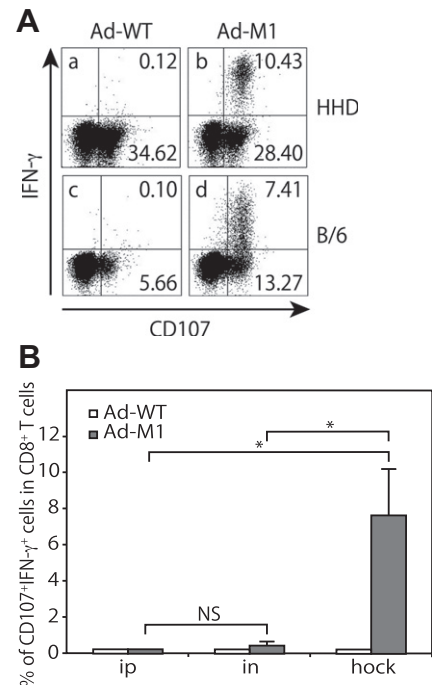 A
Ad-WT Ad-M1
a 0.12 b 10.43
HHD
34.62 28.40
IFN-γ
c 0.10 d 7.41
B/6
5.66 13.27
CD107
B
% of CD107⁺IFN-γ⁺ cells in CD8⁺ T cells
Ad-WT
Ad-M1
12
*
*
10
8
6
4
2
NS
0
ip in hock